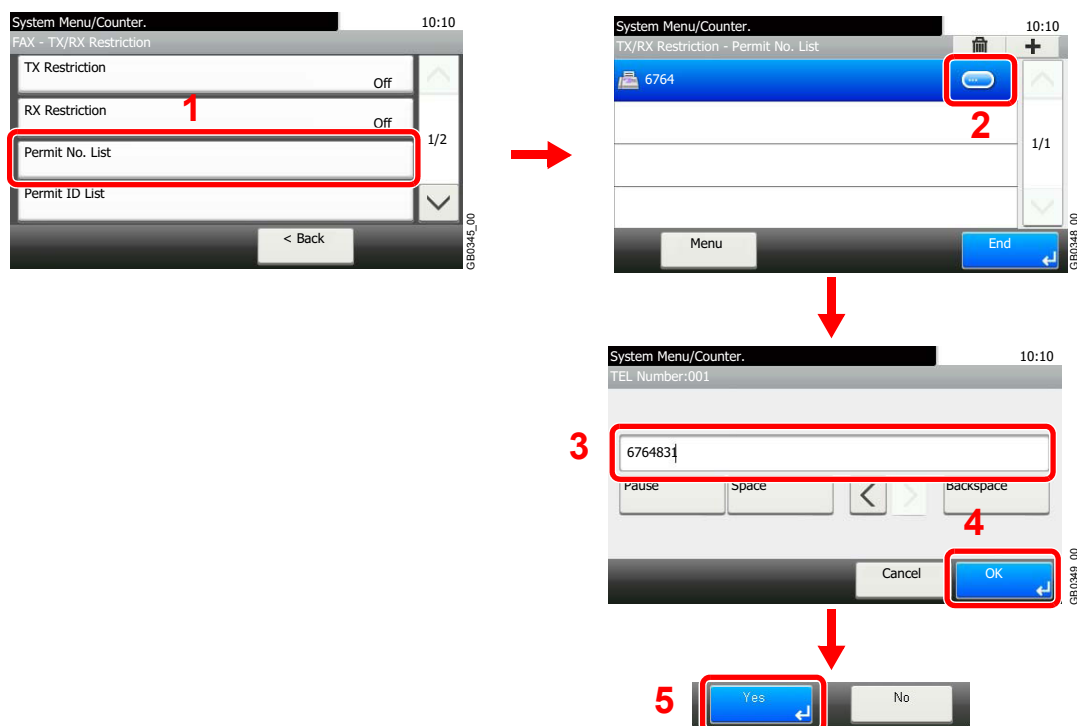 System Menu/Counter. 10:10
FAX - TX/RX Restriction
TX Restriction
Off
RX Restriction
Off
1
Permit No. List
1/2
Permit ID List
< Back
GB0345_00
System Menu/Counter. 10:10
TX/RX Restriction - Permit No. List
6764
2
1/1
Menu
End
GB0348_00
System Menu/Counter. 10:10
TEL Number:001
3
6764831
Pause Space Backspace
4
Cancel OK
GB0349_00
5
Yes No